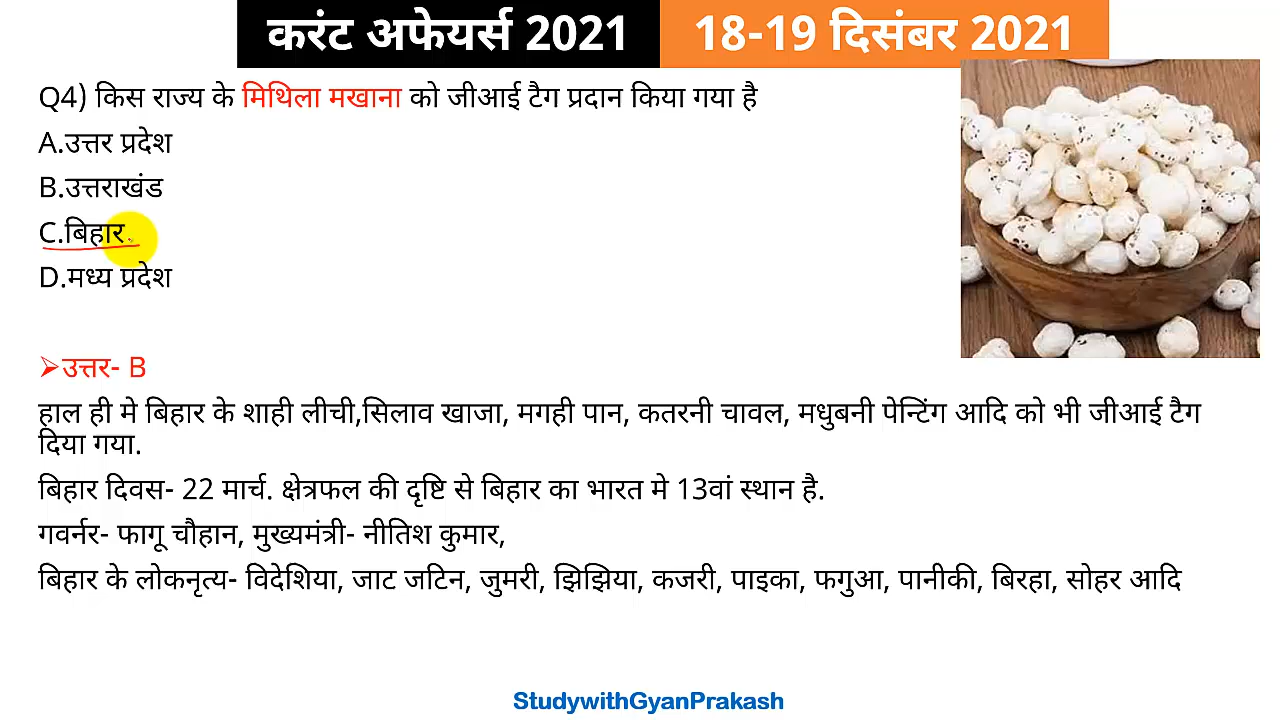 करंट अफेयर्स 2021 18-19 दिसंबर 2021
Q4) किस राज्य के मिथिला मखाना को जीआई टैग प्रदान किया गया है
A.उत्तर प्रदेश
B.उत्तराखंड
C.बिहार
D.मध्य प्रदेश
➢उत्तर- B
हाल ही मे बिहार के शाही लीची,सिलाव खाजा, मगही पान, कतरनी चावल, मधुबनी पेन्टिंग आदि को भी जीआई टैग
दिया गया.
बिहार दिवस- 22 मार्च. क्षेत्रफल की दृष्टि से बिहार का भारत मे 13वां स्थान है.
गवर्नर- फागू चौहान, मुख्यमंत्री- नीतिश कुमार,
बिहार के लोकनृत्य- विदेशिया, जाट जटिन, जुमरी, झिझिया, कजरी, पाइका, फगुआ, पानीकी, बिरहा, सोहर आदि
StudywithGyanPrakash